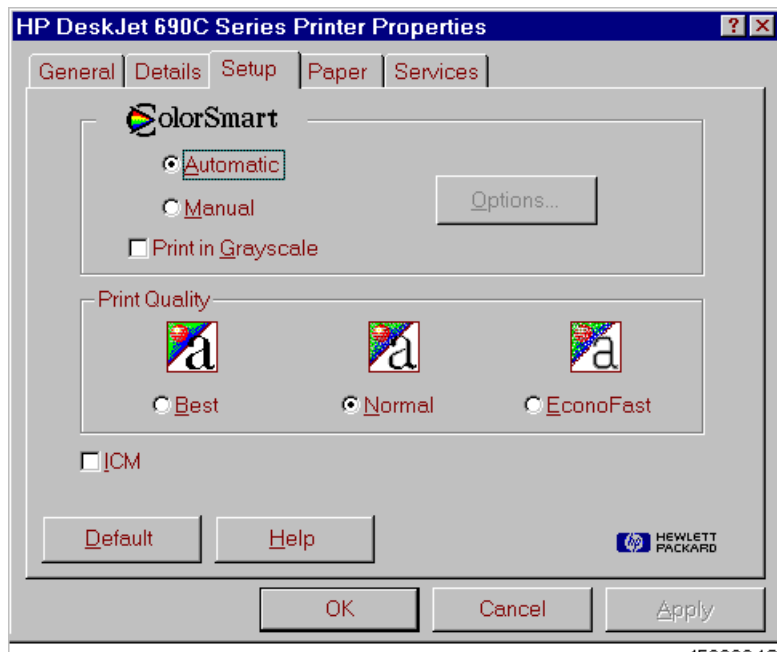 HP DeskJet 690C Series Printer Properties
General Details Setup Paper Services
ColorSmart
Automatic
Manual
Options...
Print in Grayscale
Print Quality
Best Normal EconoFast
ICM
Default Help
HEWLETT
PACKARD
OK Cancel Apply